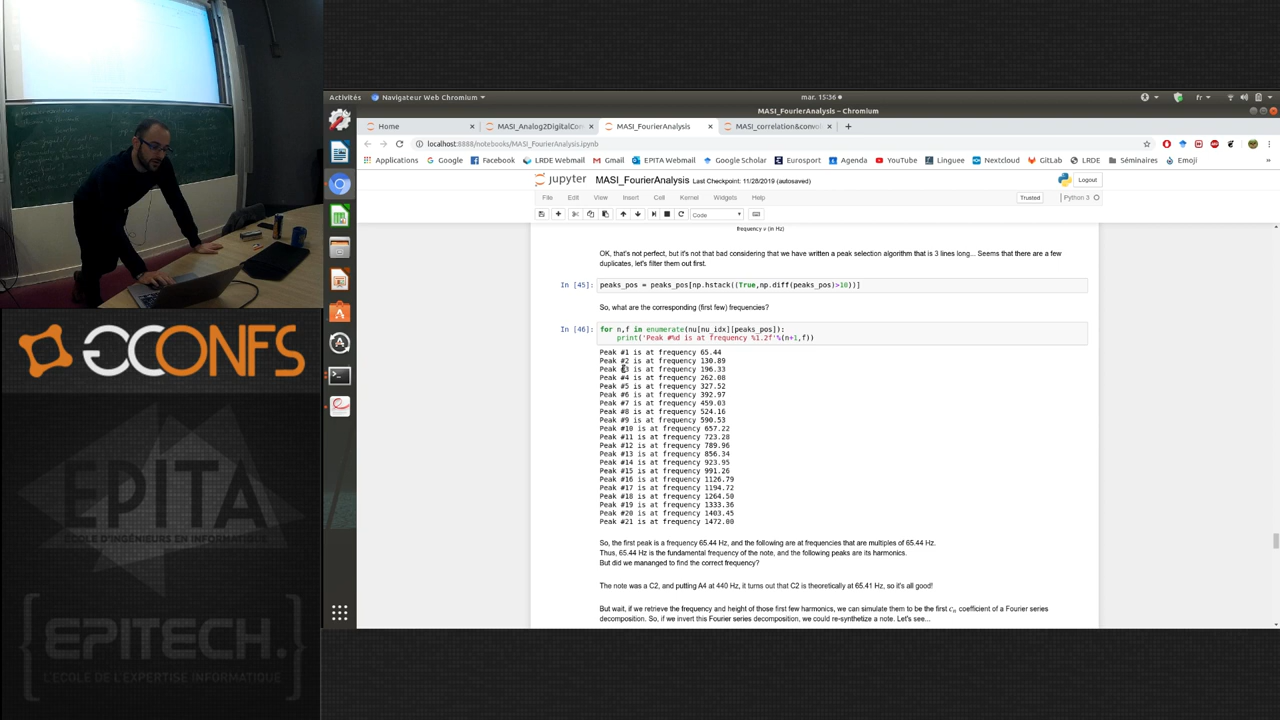 Activités
Navigateur Web Chromium
mar. 15:36
fr
MASI_FourierAnalysis – Chromium
Home
MASI_Analog2DigitalCon
MASI_FourierAnalysis
MASI_correlation&convol
localhost:8888/notebooks/MASI_FourierAnalysis.ipynb
Applications
Google
Facebook
LRDE Webmail
Gmail
EPITA Webmail
Google Scholar
Eurosport
Agenda
YouTube
Linguee
Nextcloud
GitLab
LRDE
Séminaires
Emoji
jupyter
MASI_FourierAnalysis
Last Checkpoint: 11/28/2019 (autosaved)
Logout
File
Edit
View
Insert
Cell
Kernel
Widgets
Help
Trusted
Python 3
Code
frequency ν (in Hz)
OK, that's not perfect, but it's not that bad considering that we have written a peak selection algorithm that is 3 lines long... Seems that there are a few
duplicates, let's filter them out first.
In [45]: peaks_pos = peaks_pos[np.hstack((True,np.diff(peaks_pos)>10))]
So, what are the corresponding (first few) frequencies?
In [46]: for n,f in enumerate(nu[nu_idx][peaks_pos]):
print('Peak #%d is at frequency %1.2f'%(n+1,f))
Peak #1 is at frequency 65.44
Peak #2 is at frequency 130.89
Peak #3 is at frequency 196.33
Peak #4 is at frequency 262.00
Peak #5 is at frequency 327.52
Peak #6 is at frequency 392.97
Peak #7 is at frequency 459.03
Peak #8 is at frequency 524.16
Peak #9 is at frequency 590.53
Peak #10 is at frequency 657.22
Peak #11 is at frequency 723.28
Peak #12 is at frequency 789.96
Peak #13 is at frequency 856.34
Peak #14 is at frequency 923.95
Peak #15 is at frequency 991.26
Peak #16 is at frequency 1126.79
Peak #17 is at frequency 1194.72
Peak #18 is at frequency 1264.50
Peak #19 is at frequency 1333.36
Peak #20 is at frequency 1403.45
Peak #21 is at frequency 1472.00
So, the first peak is a frequency 65.44 Hz, and the following are at frequencies that are multiples of 65.44 Hz.
Thus, 65.44 Hz is the fundamental frequency of the note, and the following peaks are its harmonics.
But did we mananged to find the correct frequency?
The note was a C2, and putting A4 at 440 Hz, it turns out that C2 is theoretically at 65.41 Hz, so it's all good!
But wait, if we retrieve the frequency and height of those first few harmonics, we can simulate them to be the first cn coefficient of a Fourier series
decomposition. So, if we invert this Fourier series decomposition, we could re-synthetize a note. Let's see...
CONFS
EPITA
ÉCOLE D'INGÉNIEURS EN INFORMATIQUE
{EPITECH.}
L'ÉCOLE DE L'EXPERTISE INFORMATIQUE